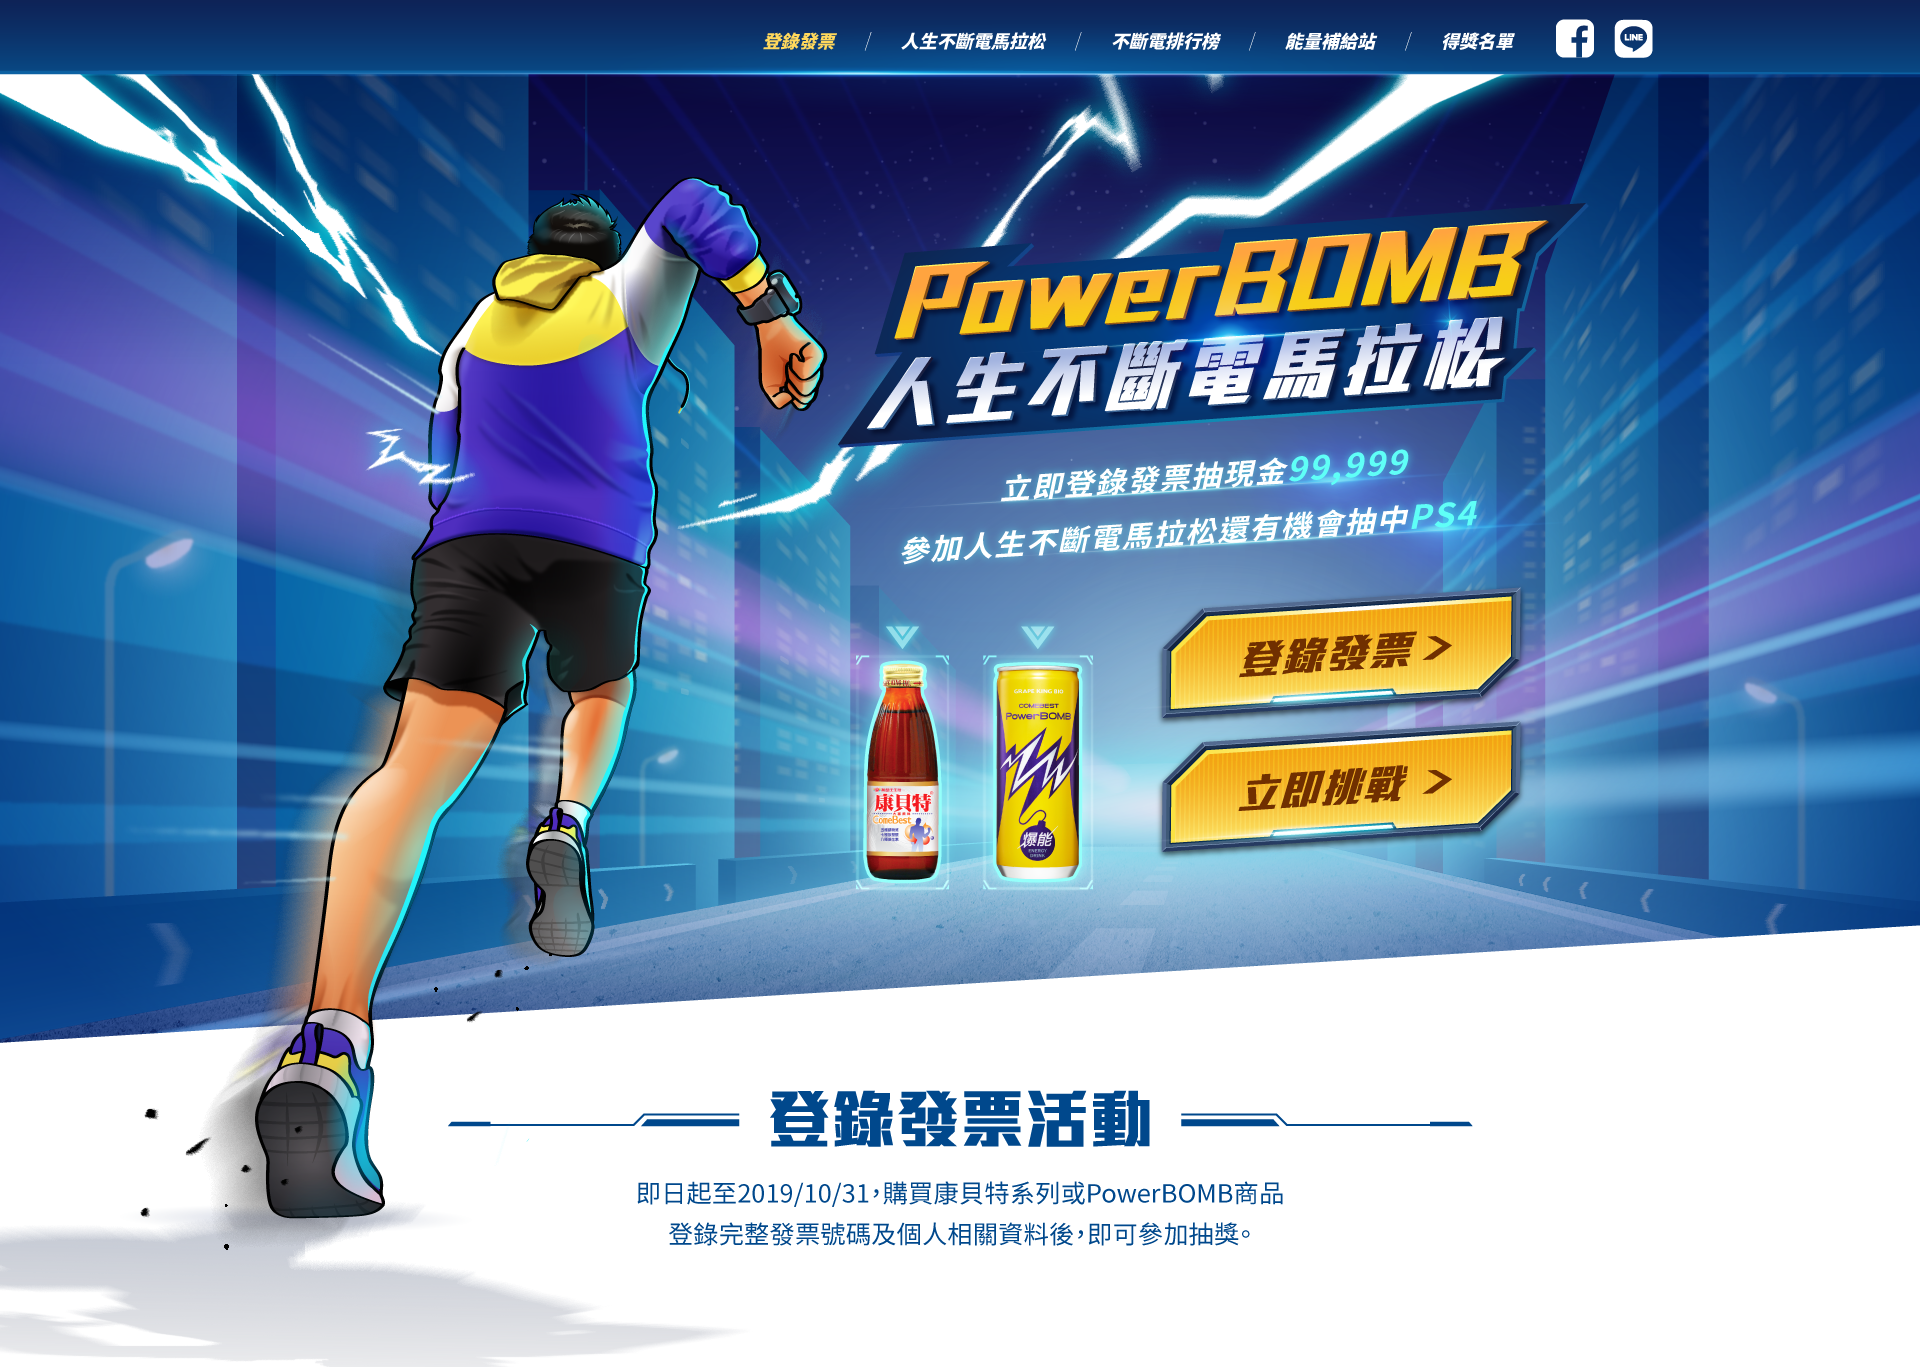 登錄發票
人生不斷電馬拉松
不斷電排行榜
能量補給站
得獎名單
LINE
PowerBOMB
人生不斷電馬拉松
立即登錄發票抽現金99,999
參加人生不斷電馬拉松還有機會抽中PS4
登錄發票
立即挑戰
康貝特
ComeBest
GRAPE KING BIO
COMEBEST
PowerBOMB
爆能
ENERGY
DRINK
登錄發票活動
即日起至2019/10/31,購買康貝特系列或PowerBOMB商品
登錄完整發票號碼及個人相關資料後,即可參加抽獎。